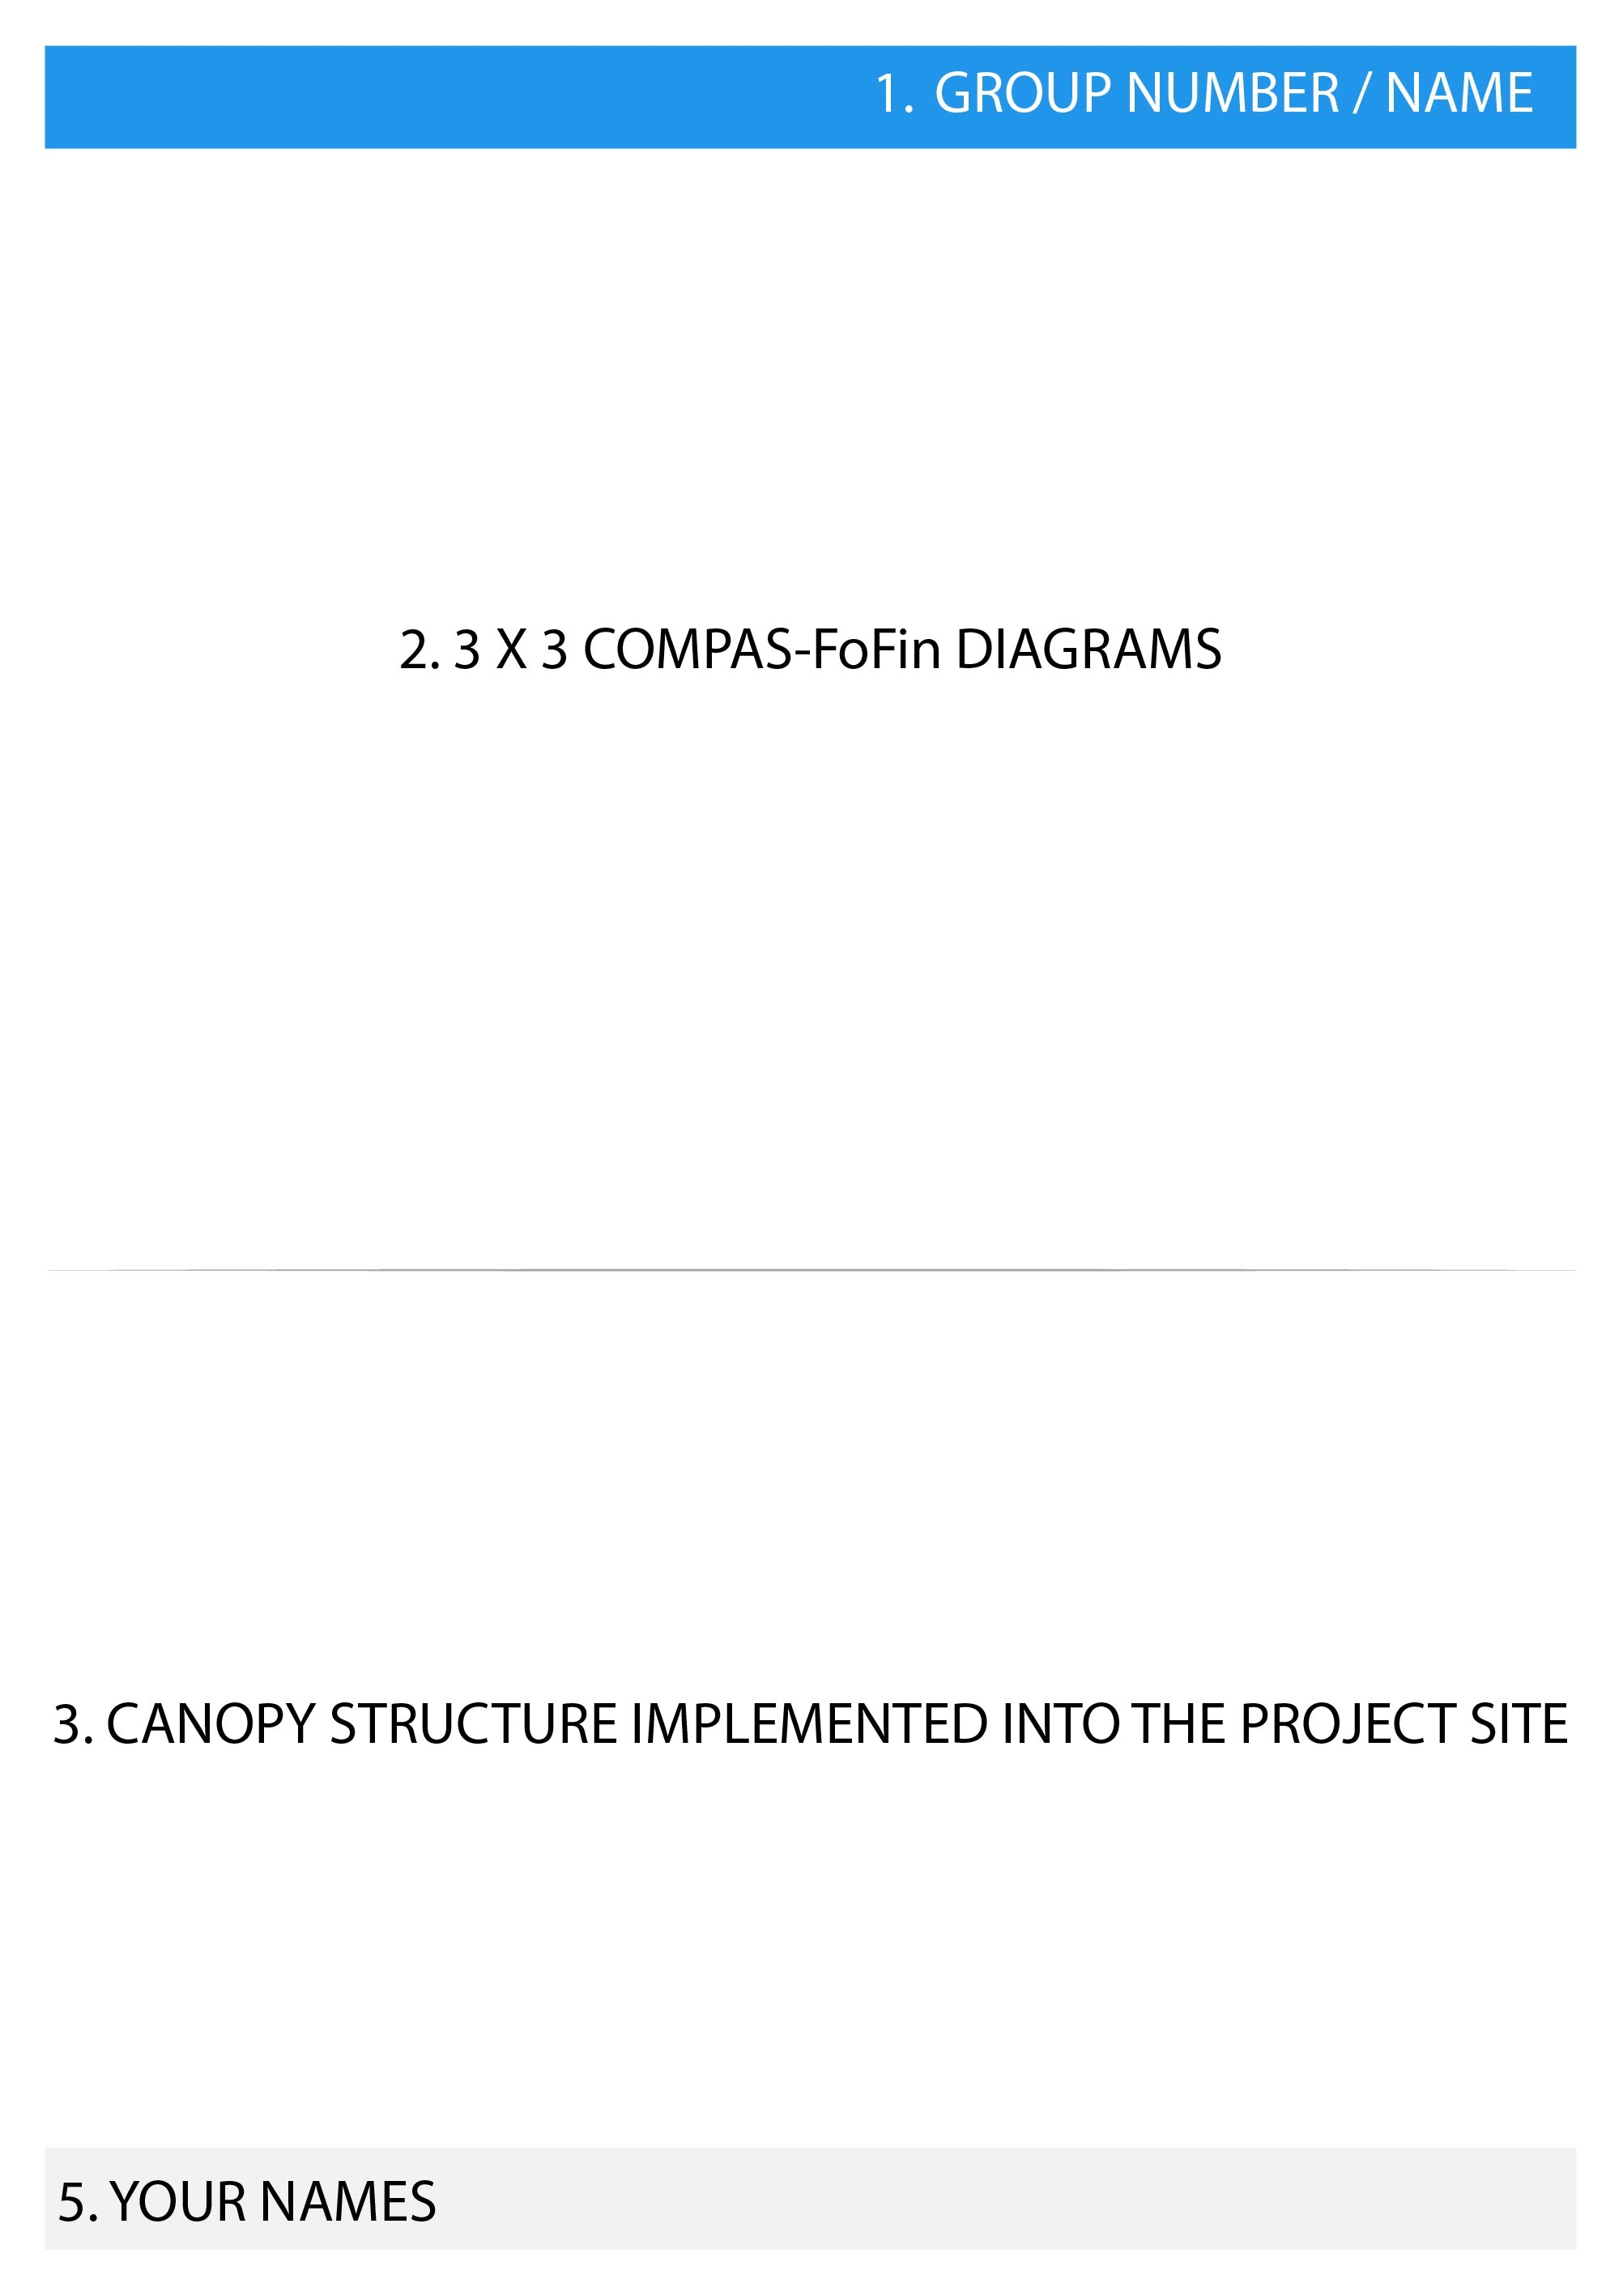 1. GROUP NUMBER / NAME
2. 3 X 3 COMPAS-FoFin DIAGRAMS
3. CANOPY STRUCTURE IMPLEMENTED INTO THE PROJECT SITE
5. YOUR NAMES